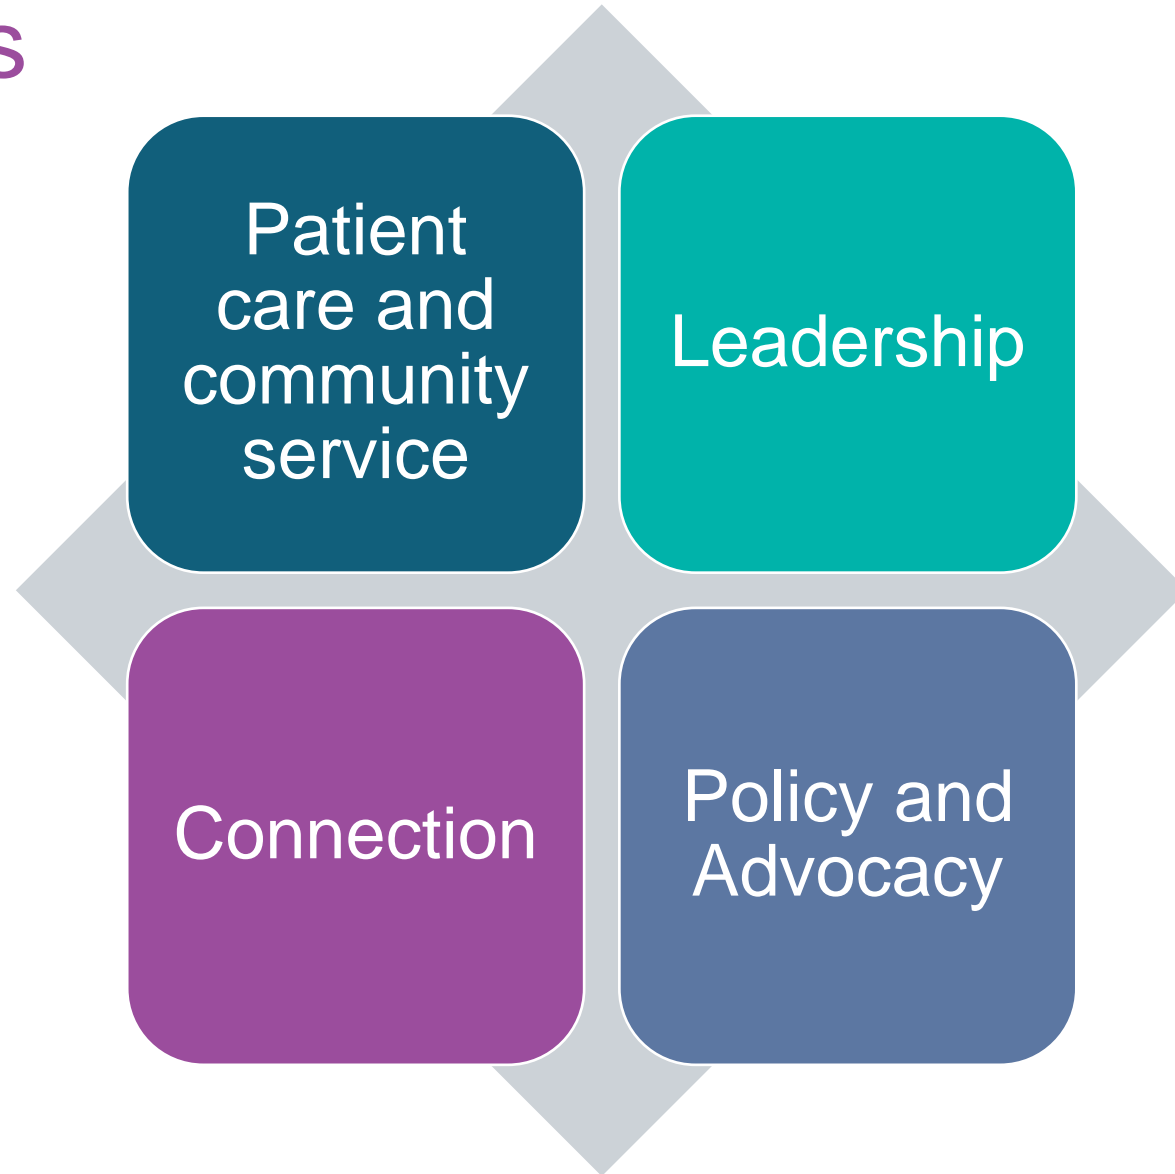 s
Patient
care and
community
service
Leadership
Connection
Policy and
Advocacy